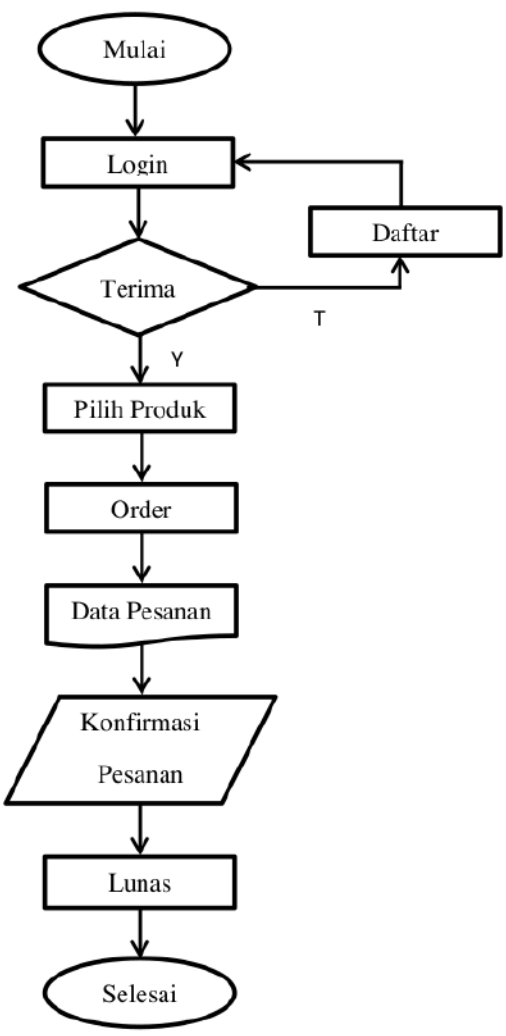 Mulai
Login
Daftar
Terima
T
Y
Pilih Produk
Order
Data Pesanan
Konfirmasi
Pesanan
Lunas
Selesai